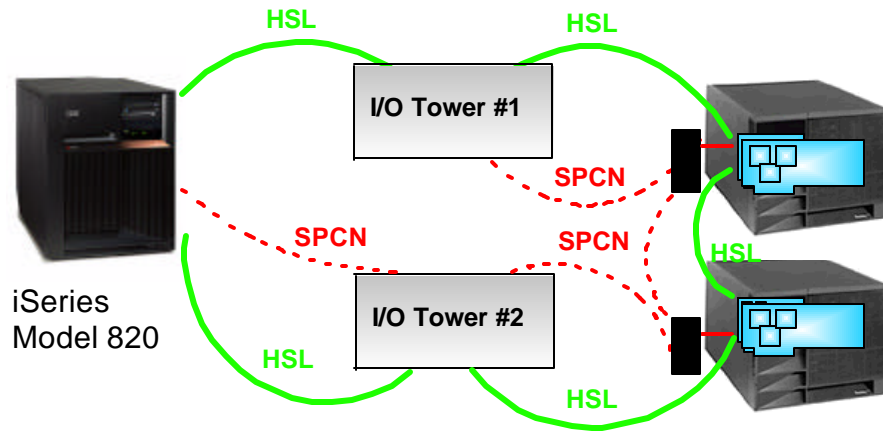 HSL
HSL
I/O Tower #1
SPCN
SPCN
SPCN
HSL
I/O Tower #2
iSeries
Model 820
HSL
HSL